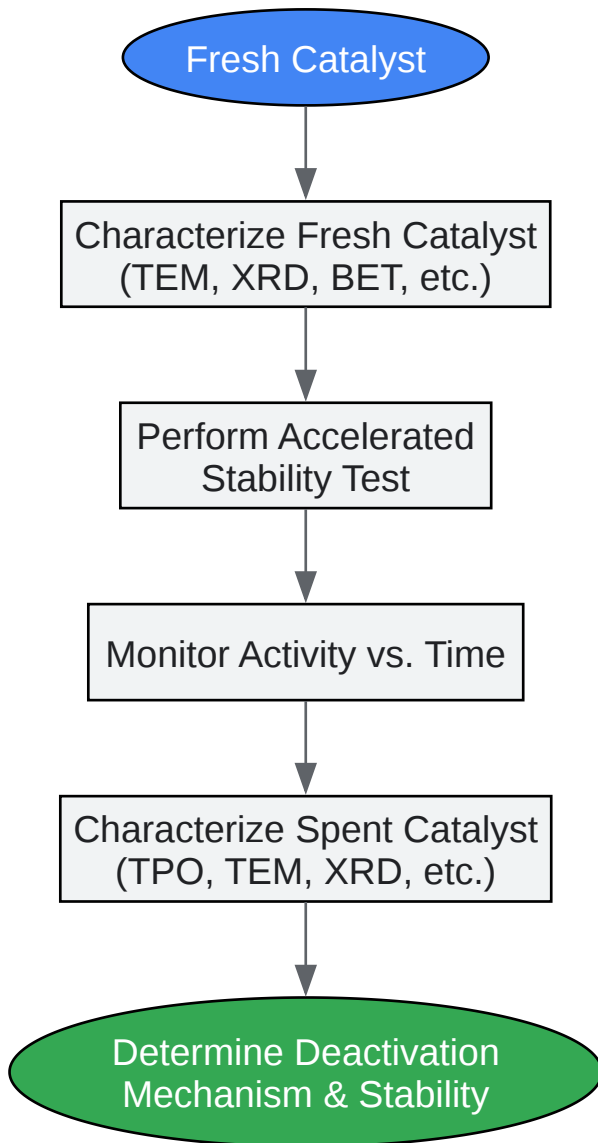 Fresh Catalyst
Characterize Fresh Catalyst
(TEM, XRD, BET, etc.)
Perform Accelerated
Stability Test
Monitor Activity vs. Time
Characterize Spent Catalyst
(TPO, TEM, XRD, etc.)
Determine Deactivation
Mechanism & Stability